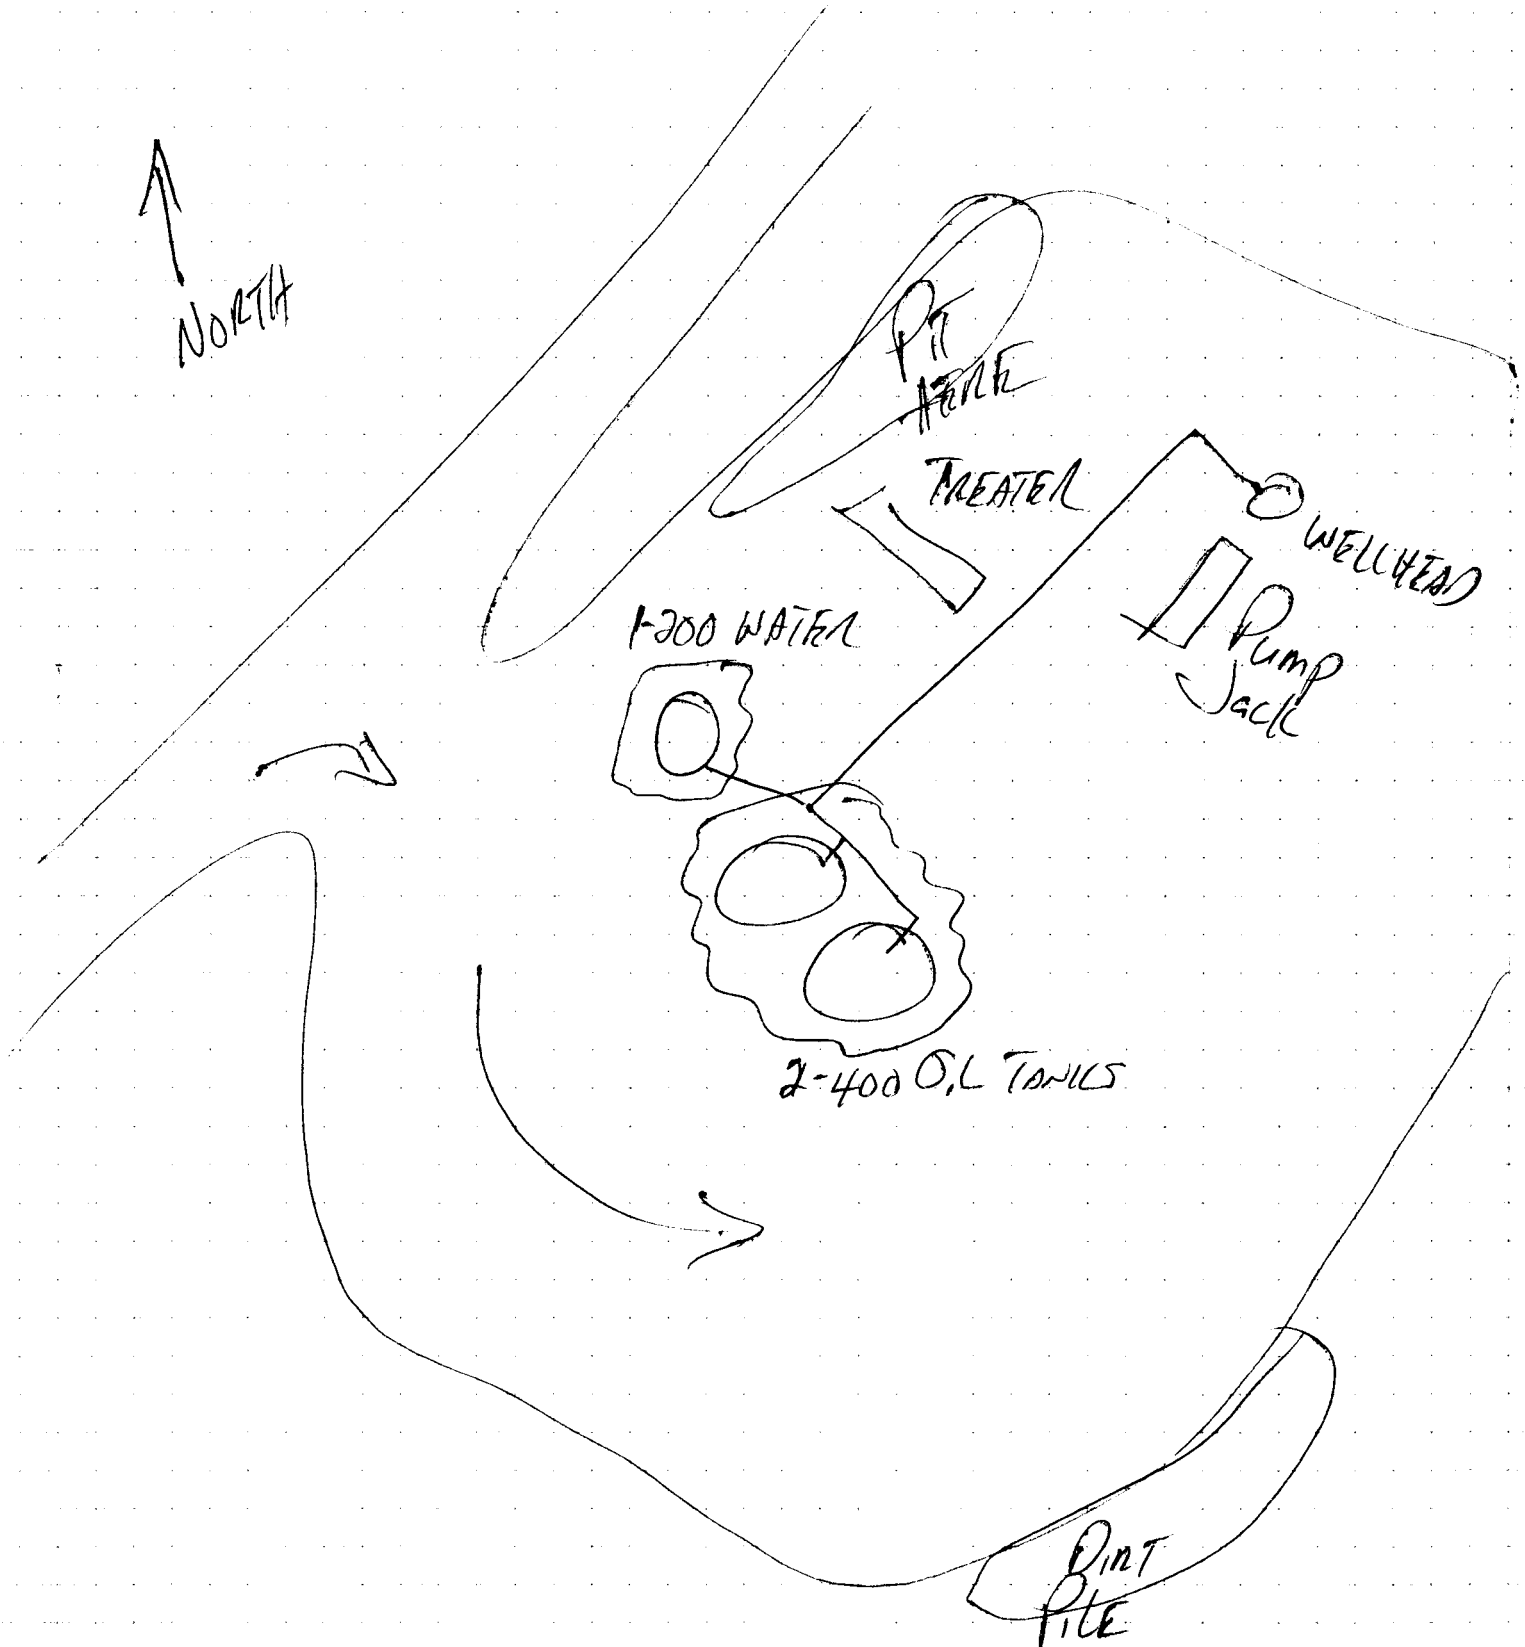 NORTH
PIT
HERE
TREATER
WELLHEAD
1-200 WATER
Pump
Jack
2-400 OIL TANKS
DIRT
PILE